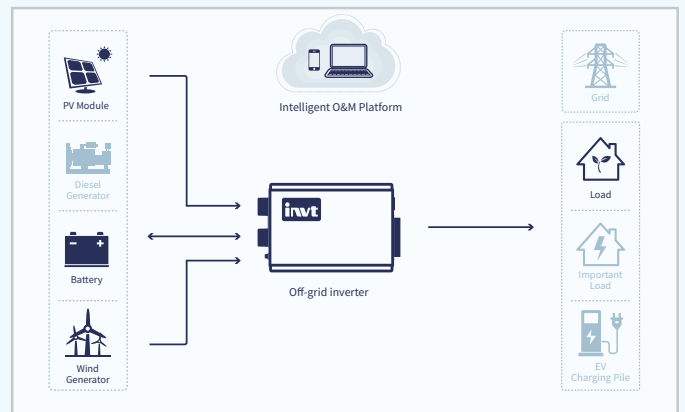 PV Module
Diesel
Generator
Battery
Wind
Generator
Intelligent O&M Platform
invt
Off-grid inverter
Grid
Load
Important
Load
EV
Charging Pile